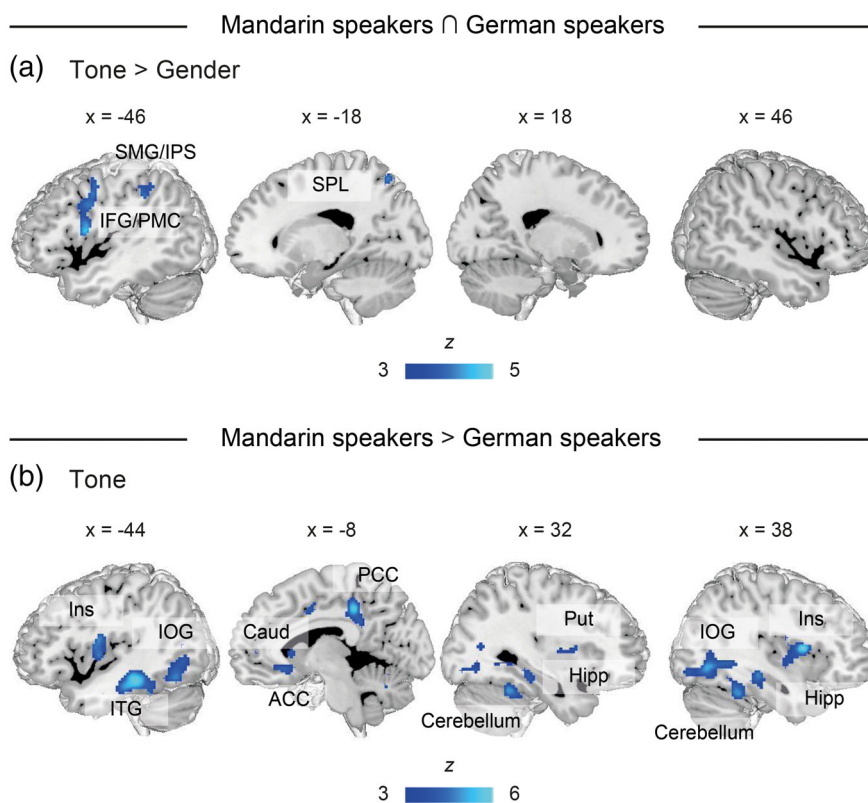 Mandarin speakers ∩ German speakers
(a) Tone > Gender
x = -46 x = -18 x = 18 x = 46
SMG/IPS
SPL
IFG/PMC
z
3 5
Mandarin speakers > German speakers
(b) Tone
x = -44 x = -8 x = 32 x = 38
PCC
Ins Put Ins
IOG Caud IOG
Hipp
ITG ACC Hipp
Cerebellum
Cerebellum
z
3 6